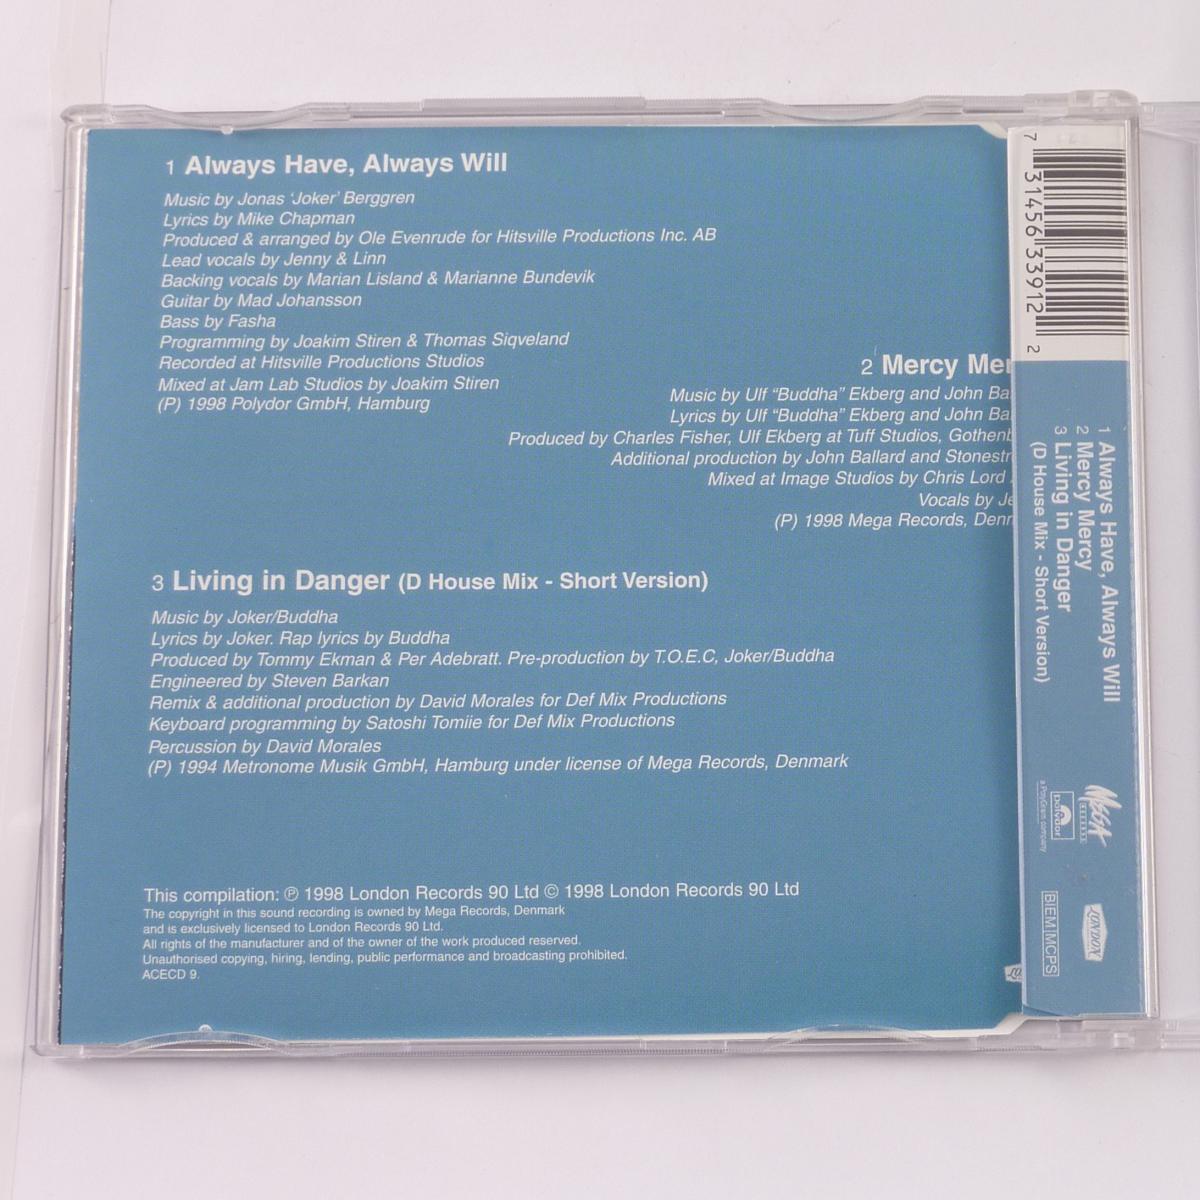 1 Always Have, Always Will
Music by Jonas 'Joker' Berggren
Lyrics by Mike Chapman
Produced & arranged by Ole Evenrude for Hitsville Productions Inc. AB
Lead vocals by Jenny & Linn
Backing vocals by Marian Lisland & Marianne Bundevik
Guitar by Mad Johansson
Bass by Fasha
Programming by Joakim Stiren & Thomas Siqveland
Recorded at Hitsville Productions Studios
Mixed at Jam Lab Studios by Joakim Stiren
(P) 1998 Polydor GmbH, Hamburg
2 Mercy Mer
Music by Ulf "Buddha" Ekberg and John Ba
Lyrics by Ulf "Buddha" Ekberg and John Ba
Produced by Charles Fisher, Ulf Ekberg at Tuff Studios, Gothenb
Additional production by John Ballard and Stonestr
Mixed at Image Studios by Chris Lord
Vocals by Je
(P) 1998 Mega Records, Denm
3 Living in Danger (D House Mix - Short Version)
Music by Joker/Buddha
Lyrics by Joker. Rap lyrics by Buddha
Produced by Tommy Ekman & Per Adebratt. Pre-production by T.O.E.C, Joker/Buddha
Engineered by Steven Barkan
Remix & additional production by David Morales for Def Mix Productions
Keyboard programming by Satoshi Tomiie for Def Mix Productions
Percussion by David Morales
(P) 1994 Metronome Musik GmbH, Hamburg under license of Mega Records, Denmark
This compilation: ℗ 1998 London Records 90 Ltd © 1998 London Records 90 Ltd
The copyright in this sound recording is owned by Mega Records, Denmark
and is exclusively licensed to London Records 90 Ltd.
All rights of the manufacturer and of the owner of the work produced reserved.
Unauthorised copying, hiring, lending, public performance and broadcasting prohibited.
ACECD 9.
7 31456 33912 2
1 Always Have, Always Will
2 Mercy Mercy
3 Living in Danger
(D House Mix - Short Version)
MEGA
RECORDS
polydor
a PolyGram company
LONDON
BIEM|MCPS